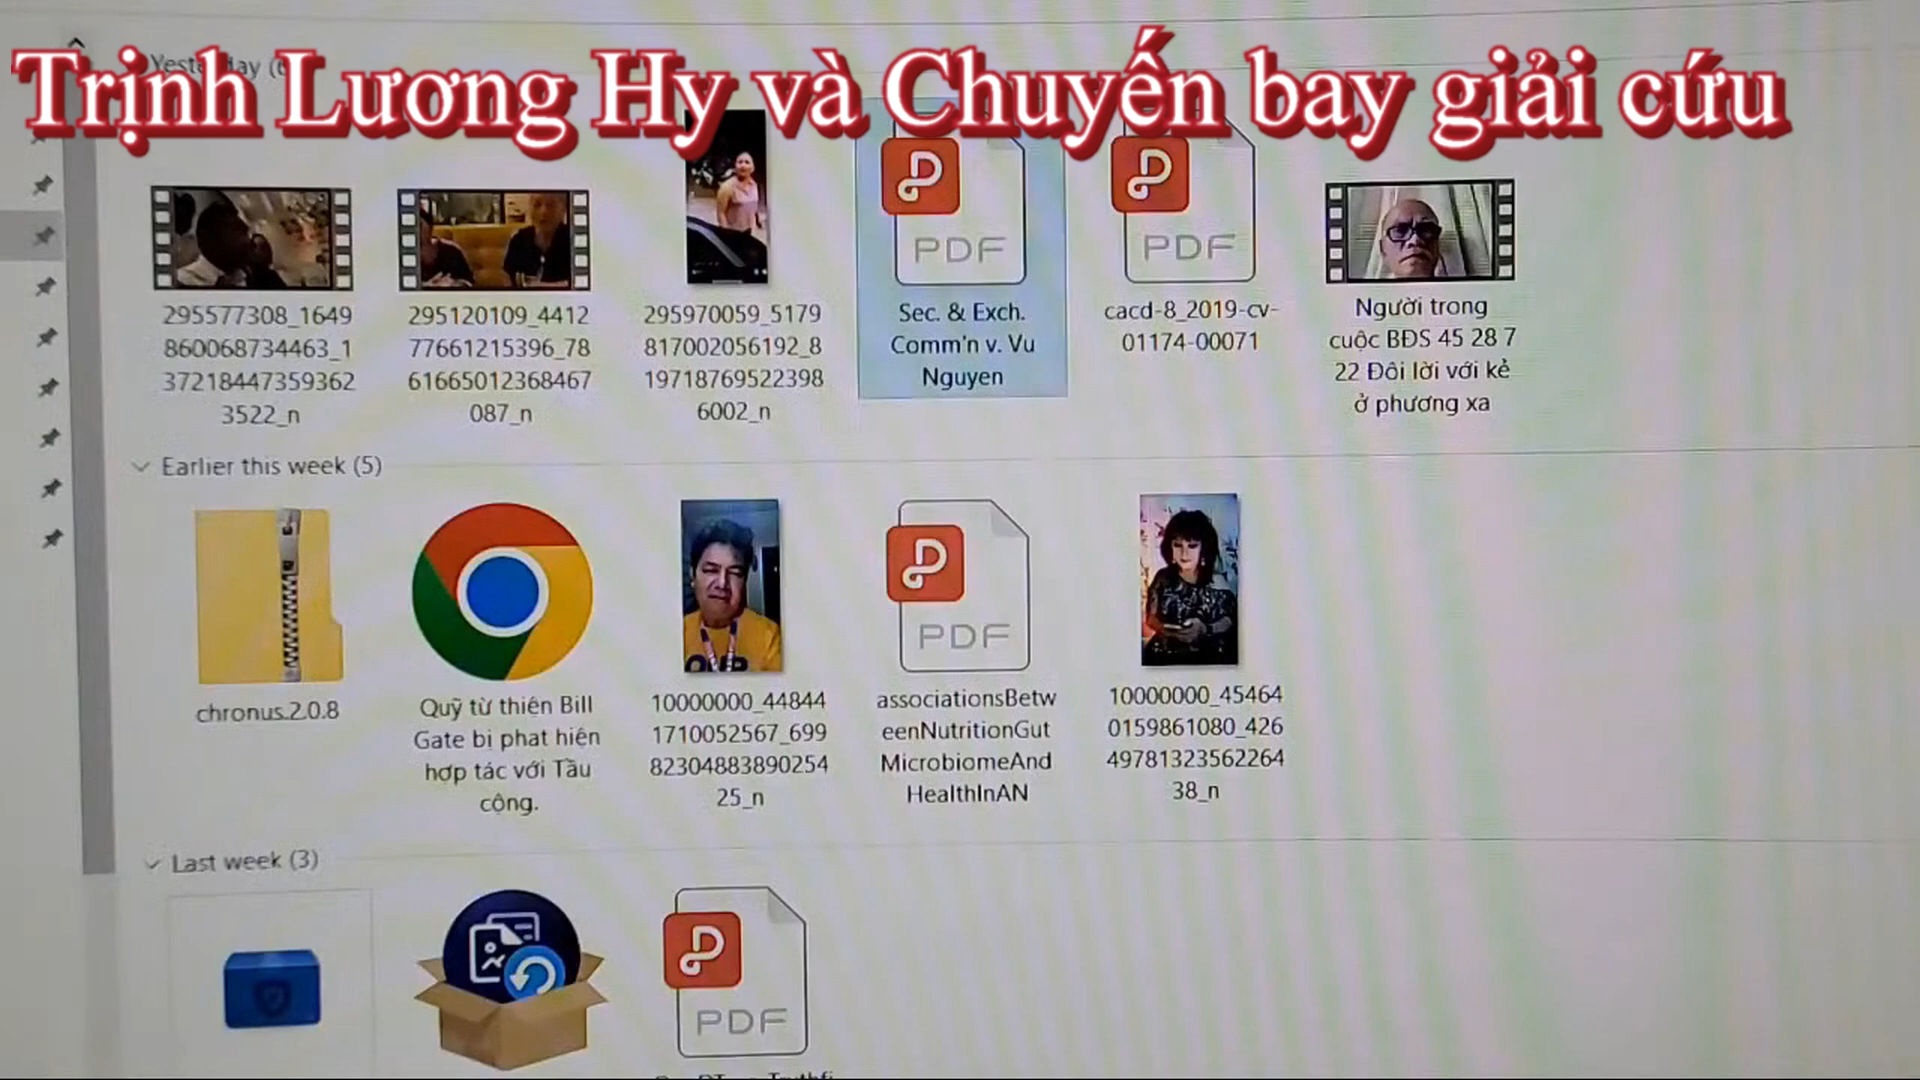 Trịnh Lương Hy và Chuyến bay giải cứu
PDF
PDF
295577308_1649
860068734463_1
37218447359362
3522_n
295120109_4412
77661215396_78
61665012368467
087_n
295970059_5179
817002056192_8
19718769522398
6002_n
Sec. & Exch.
Comm'n v. Vu
Nguyen
cacd-8_2019-cv-
01174-00071
Người trong
cuộc BĐS 45 28 7
22 Đôi lời với kẻ
ở phương xa
Earlier this week (5)
PDF
chronus.2.0.8
Quỹ từ thiện Bill
Gate bị phat hiện
hợp tác với Tầu
cộng.
10000000_44844
1710052567_699
82304883890254
25_n
associationsBetw
eenNutritionGut
MicrobiomeAnd
HealthInAN
10000000_45464
0159861080_426
49781323562264
38_n
Last week (3)
PDF